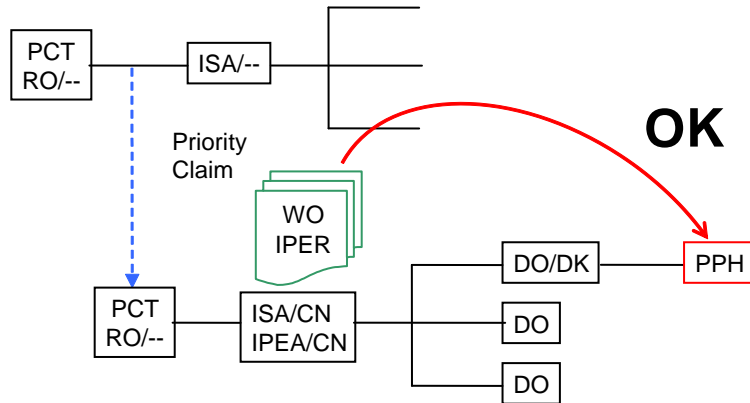 PCT
RO/--
ISA/--
OK
Priority
Claim
WO
IPER
DO/DK
PPH
PCT
RO/--
ISA/CN
IPEA/CN
DO
DO